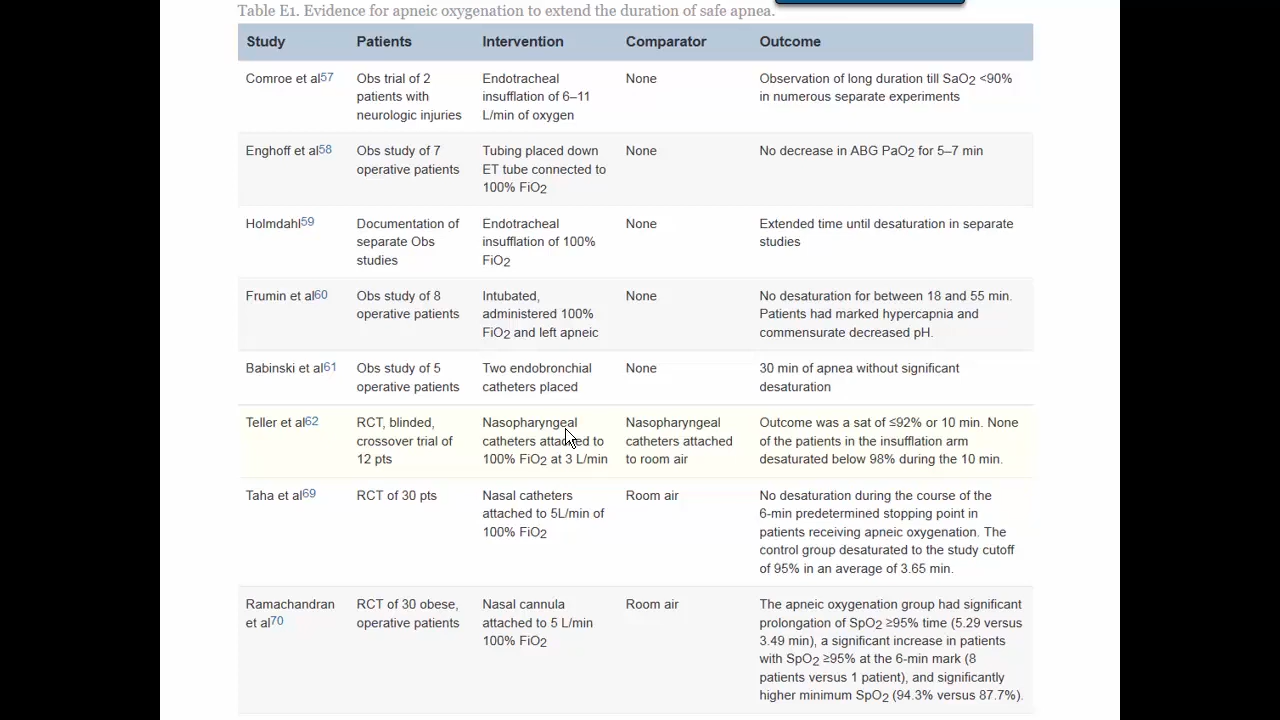 Table E1. Evidence for apneic oxygenation to extend the duration of safe apnea.
Study Patients Intervention Comparator Outcome
Comroe et al57
Obs trial of 2
patients with
neurologic injuries
Endotracheal
insufflation of 6–11
L/min of oxygen
None
Observation of long duration till SaO2 <90%
in numerous separate experiments
Enghoff et al58
Obs study of 7
operative patients
Tubing placed down
ET tube connected to
100% FiO2
None
No decrease in ABG PaO2 for 5–7 min
Holmdahl59
Documentation of
separate Obs
studies
Endotracheal
insufflation of 100%
FiO2
None
Extended time until desaturation in separate
studies
Frumin et al60
Obs study of 8
operative patients
Intubated,
administered 100%
FiO2 and left apneic
None
No desaturation for between 18 and 55 min.
Patients had marked hypercapnia and
commensurate decreased pH.
Babinski et al61
Obs study of 5
operative patients
Two endobronchial
catheters placed
None
30 min of apnea without significant
desaturation
Teller et al62
RCT, blinded,
crossover trial of
12 pts
Nasopharyngeal
catheters attached to
100% FiO2 at 3 L/min
Nasopharyngeal
catheters attached
to room air
Outcome was a sat of ≤92% or 10 min. None
of the patients in the insufflation arm
desaturated below 98% during the 10 min.
Taha et al69
RCT of 30 pts
Nasal catheters
attached to 5L/min of
100% FiO2
Room air
No desaturation during the course of the
6-min predetermined stopping point in
patients receiving apneic oxygenation. The
control group desaturated to the study cutoff
of 95% in an average of 3.65 min.
Ramachandran
et al70
RCT of 30 obese,
operative patients
Nasal cannula
attached to 5 L/min
100% FiO2
Room air
The apneic oxygenation group had significant
prolongation of SpO2 ≥95% time (5.29 versus
3.49 min), a significant increase in patients
with SpO2 ≥95% at the 6-min mark (8
patients versus 1 patient), and significantly
higher minimum SpO2 (94.3% versus 87.7%).